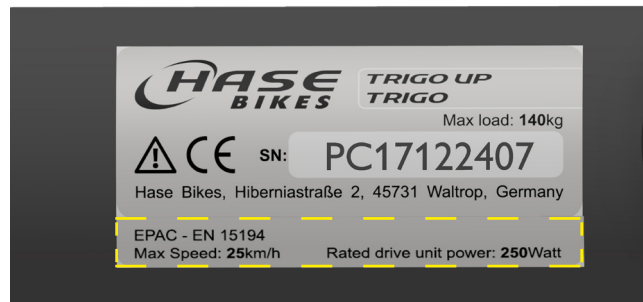 HASE
BIKES
TRIGO UP
TRIGO
Max load: 140kg
CE SN: PC17122407
Hase Bikes, Hiberniastraße 2, 45731 Waltrop, Germany
EPAC - EN 15194
Max Speed: 25km/h Rated drive unit power: 250Watt